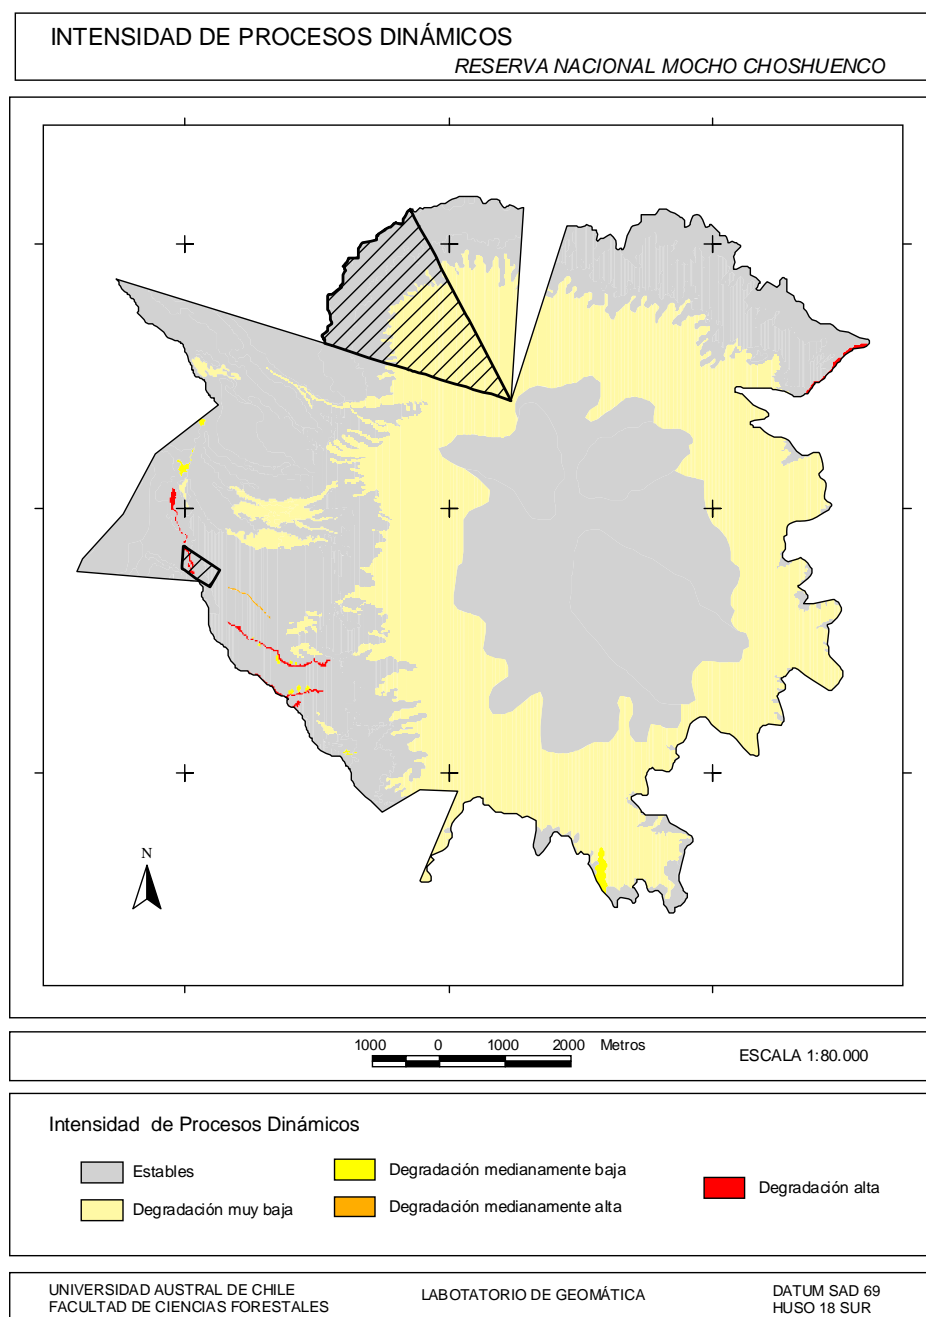 INTENSIDAD DE PROCESOS DINÁMICOS
RESERVA NACIONAL MOCHO CHOSHUENCO
N
1000 0 1000 2000 Metros
ESCALA 1:80.000
Intensidad de Procesos Dinámicos
Estables
Degradación muy baja
Degradación medianamente baja
Degradación medianamente alta
Degradación alta
UNIVERSIDAD AUSTRAL DE CHILE
FACULTAD DE CIENCIAS FORESTALES
LABOTATORIO DE GEOMÁTICA
DATUM SAD 69
HUSO 18 SUR